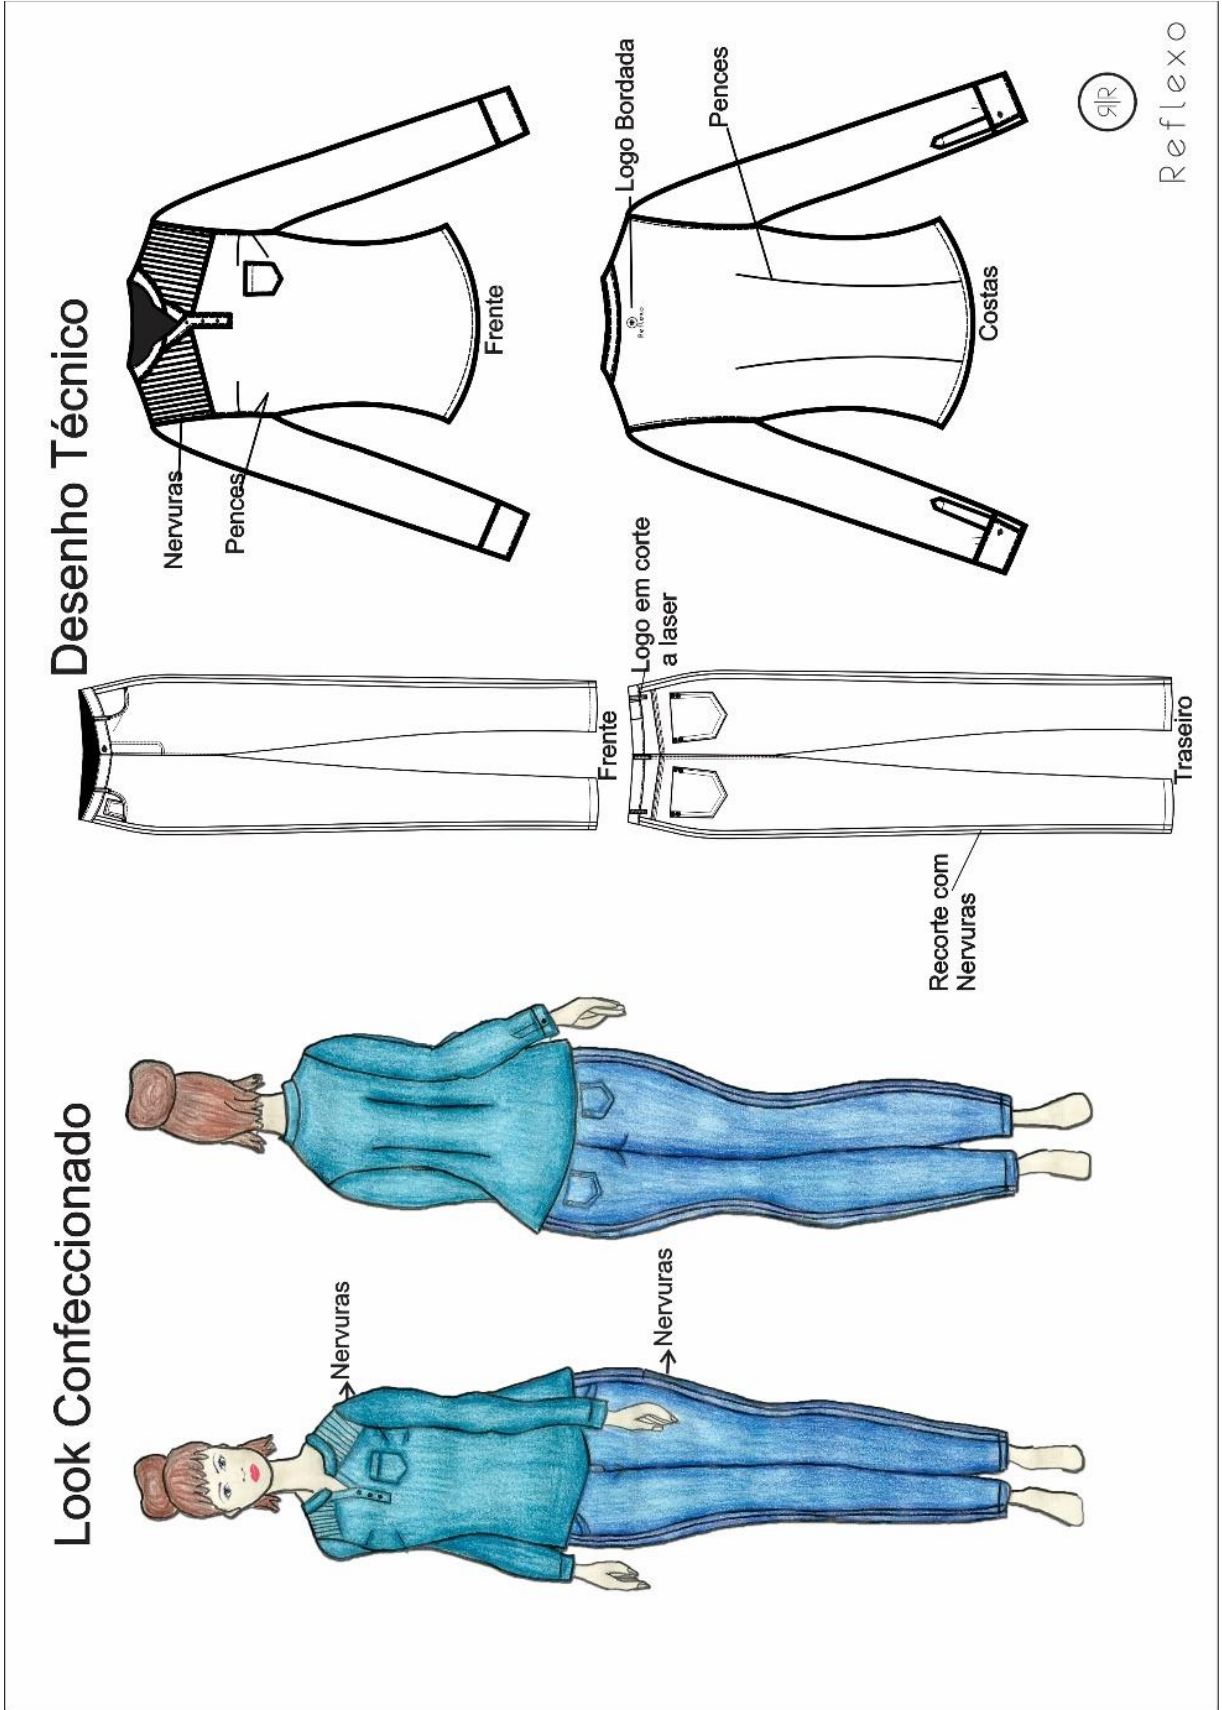 Look Confeccionado
Nervuras
Nervuras
Desenho Técnico
Frente
Recorte com
Nervuras
Traseiro
Logo em corte
a laser
Nervuras
Pences
Frente
Logo Bordada
Pences
Reflexo
Costas
R|R
Reflexo